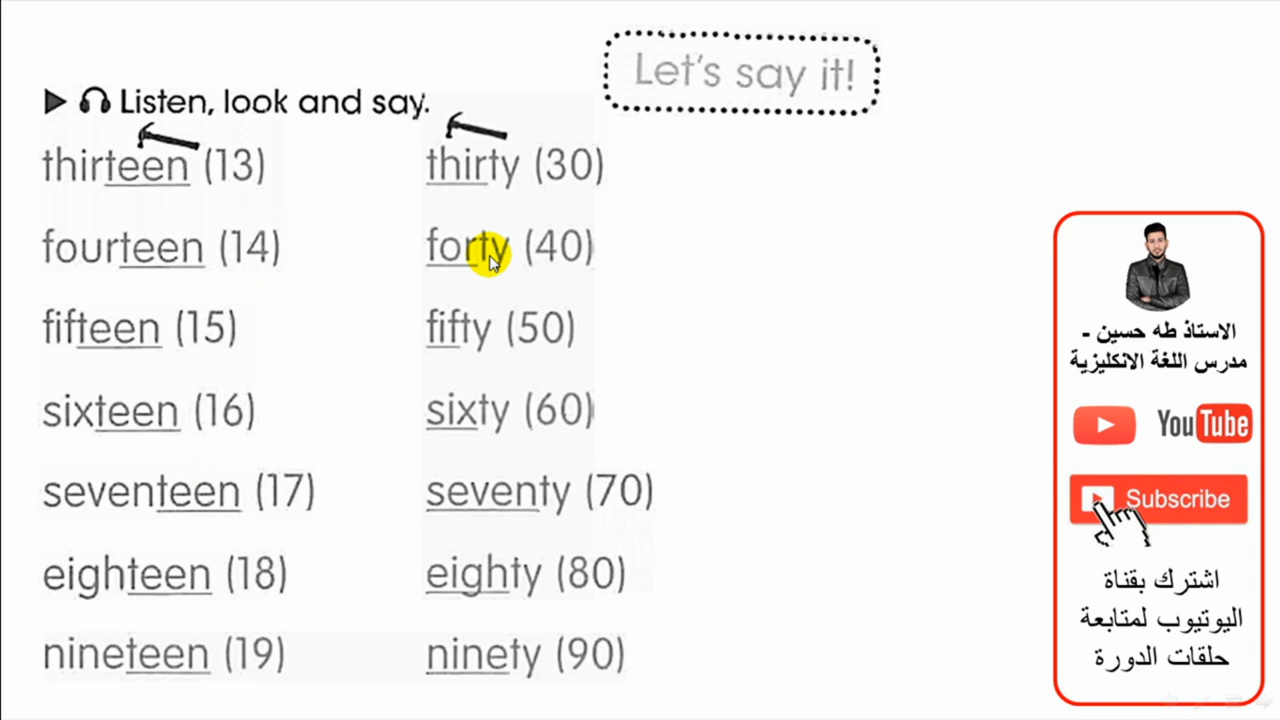 Let's say it!
Listen, look and say.
thirteen (13)
thirty (30)
fourteen (14)
forty (40)
fifteen (15)
fifty (50)
sixteen (16)
sixty (60)
seventeen (17)
seventy (70)
eighteen (18)
eighty (80)
nineteen (19)
ninety (90)
الاستاذ طه حسين -
مدرس اللغة الانكليزية
YouTube
Subscribe
اشترك بقناة
اليوتيوب لمتابعة
حلقات الدورة